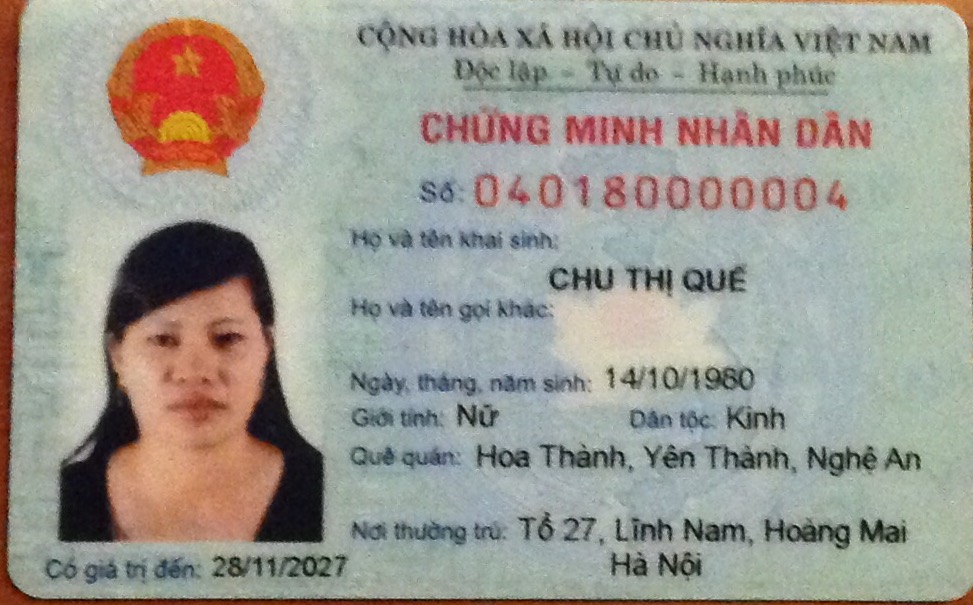 CỘNG HÒA XÃ HỘI CHỦ NGHĨA VIỆT NAM
Độc lập - Tự do - Hạnh phúc
CHỨNG MINH NHÂN DÂN
Số: 040180000004
Họ và tên khai sinh:
CHU THỊ QUẾ
Họ và tên gọi khác:
Ngày, tháng, năm sinh: 14/10/1980
Giới tính: Nữ Dân tộc: Kinh
Quê quán: Hoa Thành, Yên Thành, Nghệ An
Nơi thường trú: Tổ 27, Lĩnh Nam, Hoàng Mai
Hà Nội
Có giá trị đến: 28/11/2027